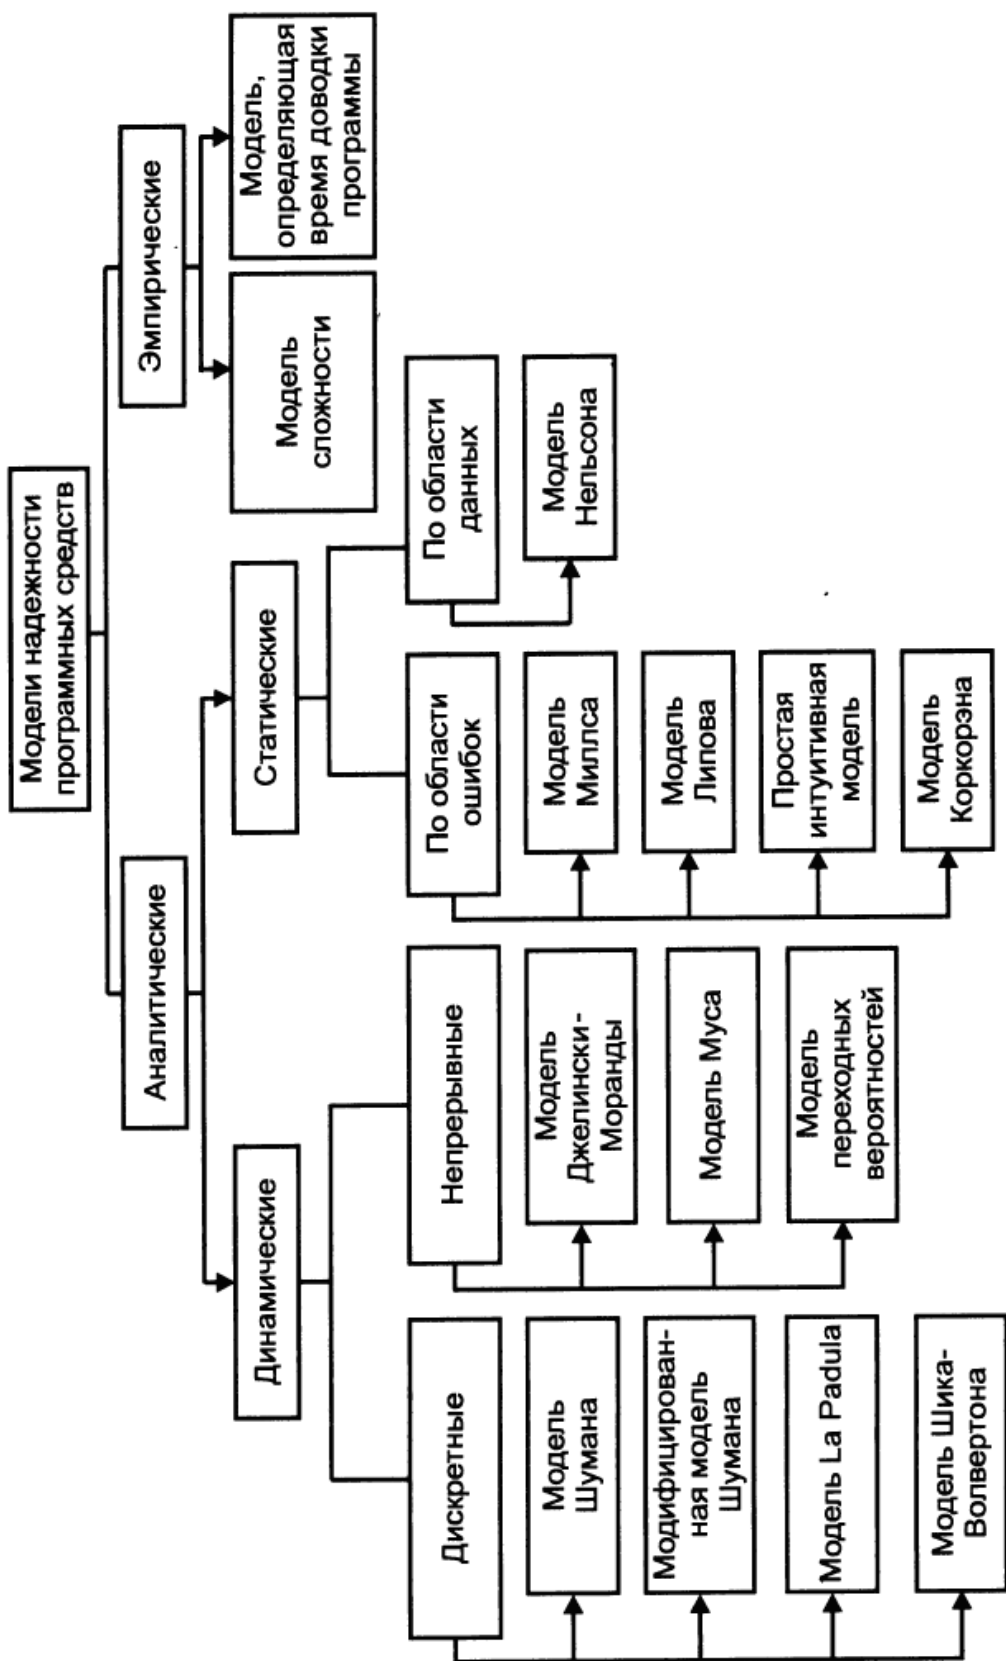 Модели надежности
программных средств
Аналитические
Эмпирические
Динамические
Статические
Модель
сложности
Модель,
определяющая
время доводки
программы
Дискретные
Непрерывные
По области
ошибок
По области
данных
Модель
Шумана
Модифицирован-
ная модель
Шумана
Модель La Padula
Модель Шика-
Волвертона
Модель
Джелински-
Моранды
Модель Муса
Модель
переходных
вероятностей
Модель
Миллса
Модель
Липова
Простая
интуитивная
модель
Модель
Коркорэна
Модель
Нельсона